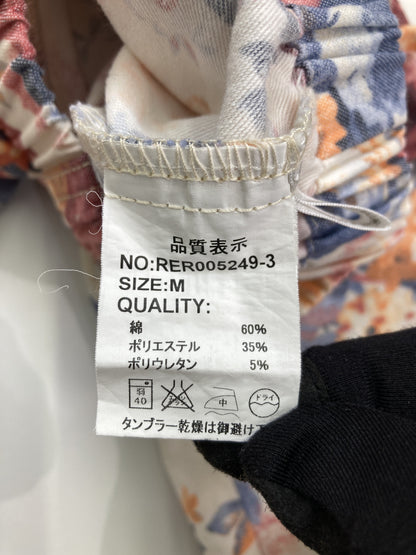 品質表示
NO:RER005249-3
SIZE:M
QUALITY:
綿 60%
ポリエステル 35%
ポリウレタン 5%
40 中 ドライ
タンブラー乾燥は御避け下